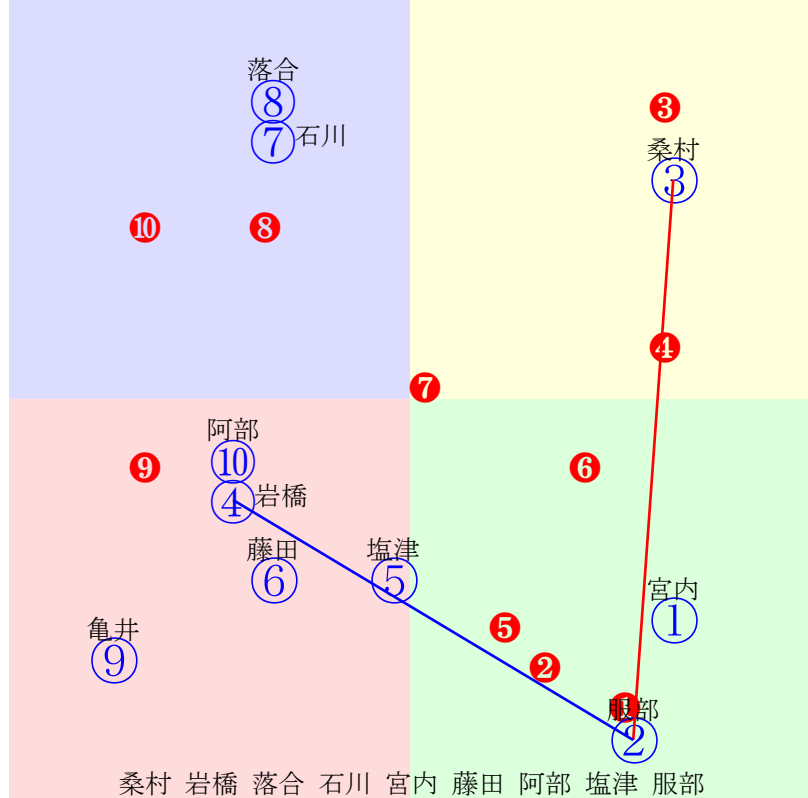 落合
⑧
⑦石川
❸
桑村
③
❿ ❽
❹
❼
阿部
⑩
❾ ❻
④岩橋
藤田 塩津
⑥ ⑤
宮内
①
亀井
❺
⑨
❷
❶
服部
②
桑村 岩橋 落合 石川 宮内 藤田 阿部 塩津 服部